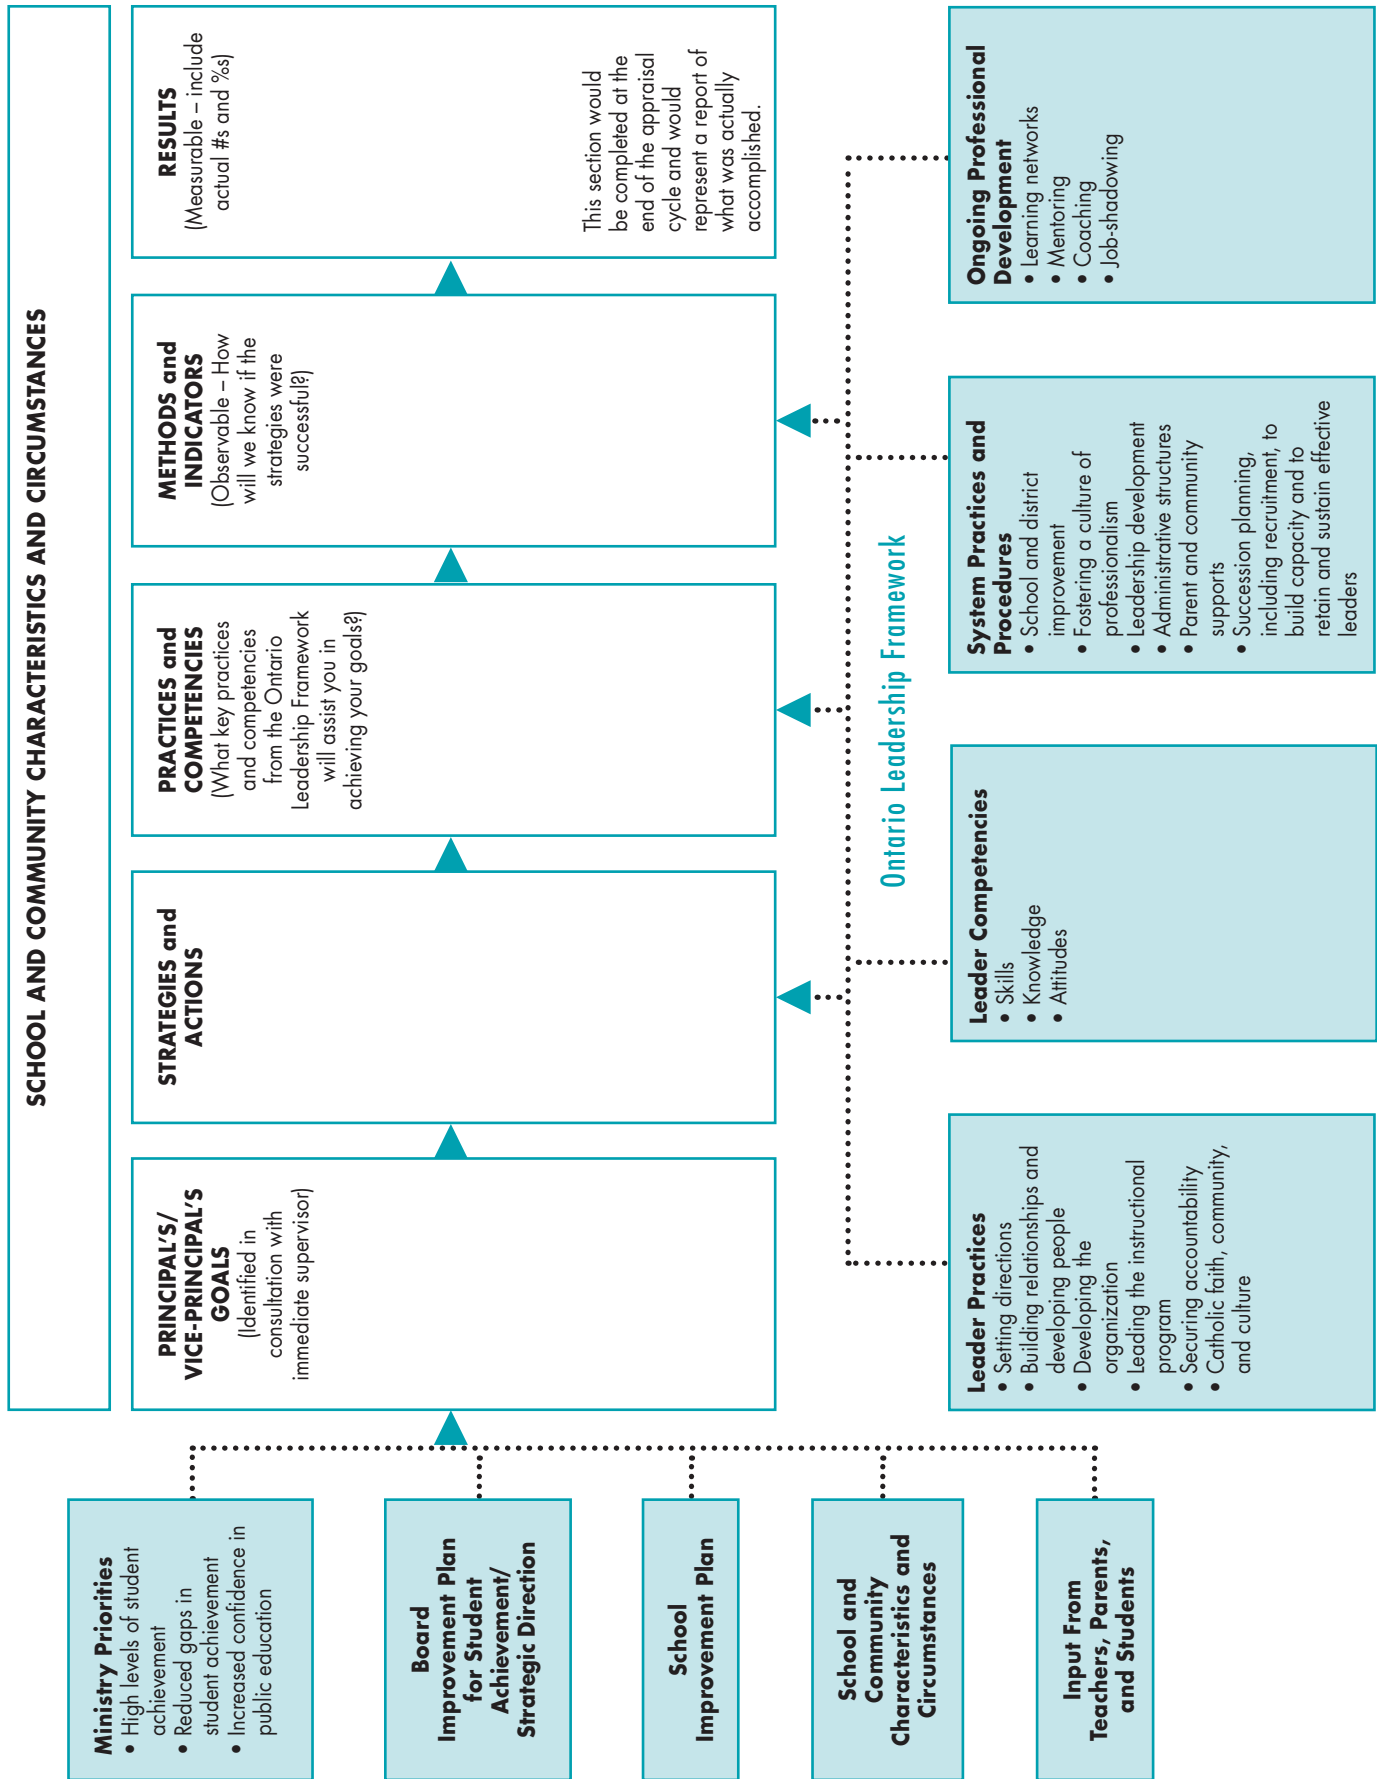 SCHOOL AND COMMUNITY CHARACTERISTICS AND CIRCUMSTANCES
Ministry Priorities
• High levels of student
achievement
• Reduced gaps in
student achievement
• Increased confidence in
public education
Board
Improvement Plan
for Student
Achievement/
Strategic Direction
School
Improvement Plan
School and
Community
Characteristics and
Circumstances
Input From
Teachers, Parents,
and Students
PRINCIPAL'S/
VICE-PRINCIPAL'S
GOALS
(Identified in
consultation with
immediate supervisor)
STRATEGIES and
ACTIONS
PRACTICES and
COMPETENCIES
(What key practices
and competencies
from the Ontario
Leadership Framework
will assist you in
achieving your goals?)
METHODS and
INDICATORS
(Observable – How
will we know if the
strategies were
successful?)
RESULTS
(Measurable – include
actual #s and %s)
This section would
be completed at the
end of the appraisal
cycle and would
represent a report of
what was actually
accomplished.
Ontario Leadership Framework
Leader Practices
• Setting directions
• Building relationships and
developing people
• Developing the
organization
• Leading the instructional
program
• Securing accountability
• Catholic faith, community,
and culture
Leader Competencies
• Skills
• Knowledge
• Attitudes
System Practices and
Procedures
• School and district
improvement
• Fostering a culture of
professionalism
• Leadership development
• Administrative structures
• Parent and community
supports
• Succession planning,
including recruitment, to
build capacity and to
retain and sustain effective
leaders
Ongoing Professional
Development
• Learning networks
• Mentoring
• Coaching
• Job-shadowing